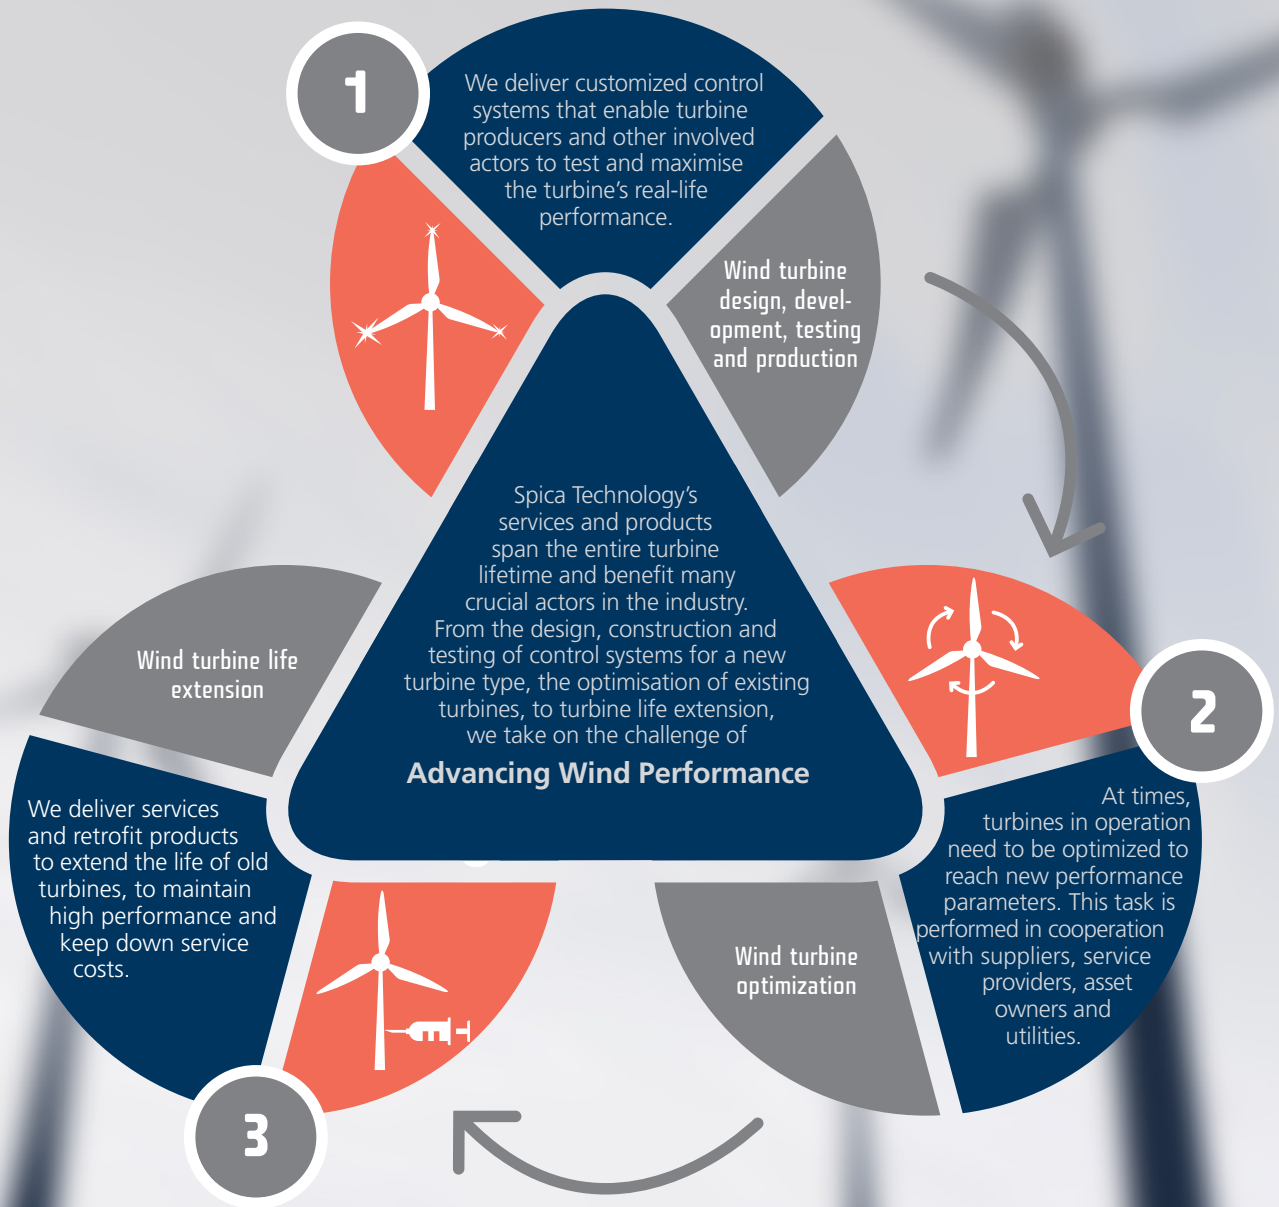 1
We deliver customized control
systems that enable turbine
producers and other involved
actors to test and maximise
the turbine’s real-life
performance.
Wind turbine
design, devel-
opment, testing
and production
Spica Technology’s
services and products
span the entire turbine
lifetime and benefit many
crucial actors in the industry.
From the design, construction and
testing of control systems for a new
turbine type, the optimisation of existing
turbines, to turbine life extension,
we take on the challenge of
Advancing Wind Performance
2
At times,
turbines in operation
need to be optimized to
reach new performance
parameters. This task is
performed in cooperation
with suppliers, service
providers, asset
owners and
utilities.
Wind turbine
optimization
3
We deliver services
and retrofit products
to extend the life of old
turbines, to maintain
high performance and
keep down service
costs.
Wind turbine life
extension